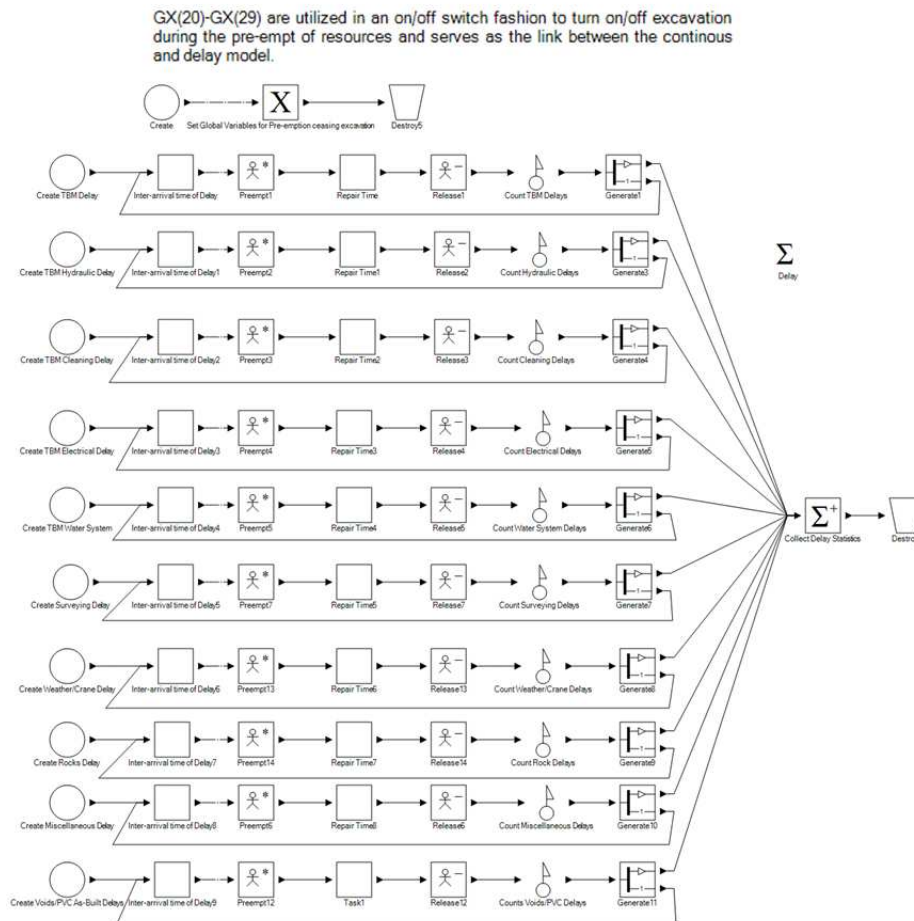 GX(20)-GX(29) are utilized in an on/off switch fashion to turn on/off excavation
during the pre-empt of resources and serves as the link between the continous
and delay model.
X
Create Set Global Variables for Pre-emption ceasing excavation Destroy5
Create TBM Delay Inter-arrival time of Delay Preempt1 Repair Time Release1 Count TBM Delays Generate1
Σ
Delay
Create TBM Hydraulic Delay Inter-arrival time of Delay1 Preempt2 Repair Time1 Release2 Count Hydraulic Delays Generate3
Create TBM Cleaning Delay Inter-arrival time of Delay2 Preempt3 Repair Time2 Release3 Count Cleaning Delays Generate4
Create TBM Electrical Delay Inter-arrival time of Delay3 Preempt4 Repair Time3 Release4 Count Electrical Delays Generate5
Create TBM Water System Inter-arrival time of Delay4 Preempt5 Repair Time4 Release5 Count Water System Delays Generate6
Σ+
Collect Delay Statistics Destro
Create Surveying Delay Inter-arrival time of Delay5 Preempt7 Repair Time5 Release7 Count Surveying Delays Generate7
Create Weather/Crane Delay Inter-arrival time of Delay6 Preempt13 Repair Time6 Release13 Count Weather/Crane Delays Generate8
Create Rocks Delay Inter-arrival time of Delay7 Preempt14 Repair Time7 Release14 Count Rock Delays Generate9
Create Miscellaneous Delay Inter-arrival time of Delay8 Preempt6 Repair Time8 Release6 Count Miscellaneous Delays Generate10
Create Voids/PVC As-Built Delays Inter-arrival time of Delay9 Preempt12 Task1 Release12 Counts Voids/PVC Delays Generate11